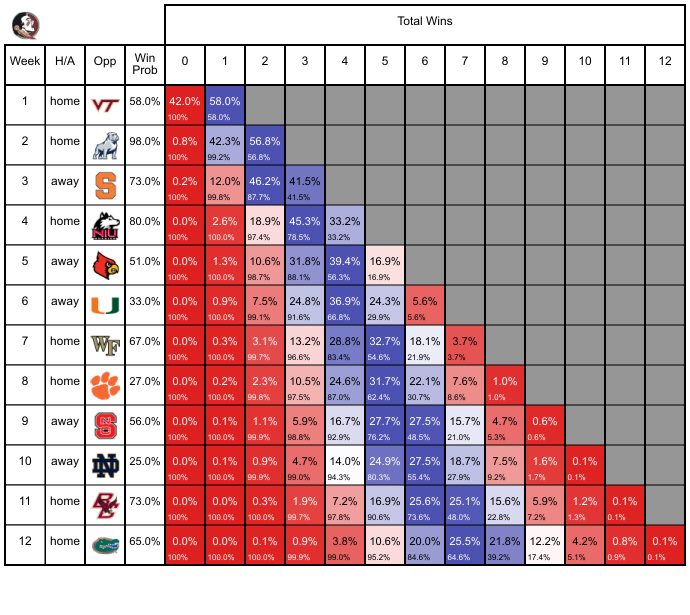 Total Wins
Week H/A Opp Win Prob 0 1 2 3 4 5 6 7 8 9 10 11 12
1 home VT 58.0% 42.0% 58.0%
100% 58.0%
2 home 98.0% 0.8% 42.3% 56.8%
100% 99.2% 56.8%
3 away S 73.0% 0.2% 12.0% 46.2% 41.5%
100% 99.8% 87.7% 41.5%
4 home NIU 80.0% 0.0% 2.6% 18.9% 45.3% 33.2%
100% 100.0% 97.4% 78.5% 33.2%
5 away 51.0% 0.0% 1.3% 10.6% 31.8% 39.4% 16.9%
100% 100.0% 98.7% 88.1% 56.3% 16.9%
6 away U 33.0% 0.0% 0.9% 7.5% 24.8% 36.9% 24.3% 5.6%
100% 100.0% 99.1% 91.6% 66.8% 29.9% 5.6%
7 home WF 67.0% 0.0% 0.3% 3.1% 13.2% 28.8% 32.7% 18.1% 3.7%
100% 100.0% 99.7% 96.6% 83.4% 54.6% 21.9% 3.7%
8 home 27.0% 0.0% 0.2% 2.3% 10.5% 24.6% 31.7% 22.1% 7.6% 1.0%
100% 100.0% 99.8% 97.5% 87.0% 62.4% 30.7% 8.6% 1.0%
9 away S 56.0% 0.0% 0.1% 1.1% 5.9% 16.7% 27.7% 27.5% 15.7% 4.7% 0.6%
100% 100.0% 99.9% 98.8% 92.9% 76.2% 48.5% 21.0% 5.3% 0.6%
10 away ND 25.0% 0.0% 0.1% 0.9% 4.7% 14.0% 24.9% 27.5% 18.7% 7.5% 1.6% 0.1%
100% 100.0% 99.9% 99.0% 94.3% 80.3% 55.4% 27.9% 9.2% 1.7% 0.1%
11 home BC 73.0% 0.0% 0.0% 0.3% 1.9% 7.2% 16.9% 25.6% 25.1% 15.6% 5.9% 1.2% 0.1%
100% 100.0% 100.0% 99.7% 97.8% 90.6% 73.6% 48.0% 22.8% 7.2% 1.3% 0.1%
12 home 65.0% 0.0% 0.0% 0.1% 0.9% 3.8% 10.6% 20.0% 25.5% 21.8% 12.2% 4.2% 0.8% 0.1%
100% 100.0% 100.0% 99.9% 99.0% 95.2% 84.6% 64.6% 39.2% 17.4% 5.1% 0.9% 0.1%